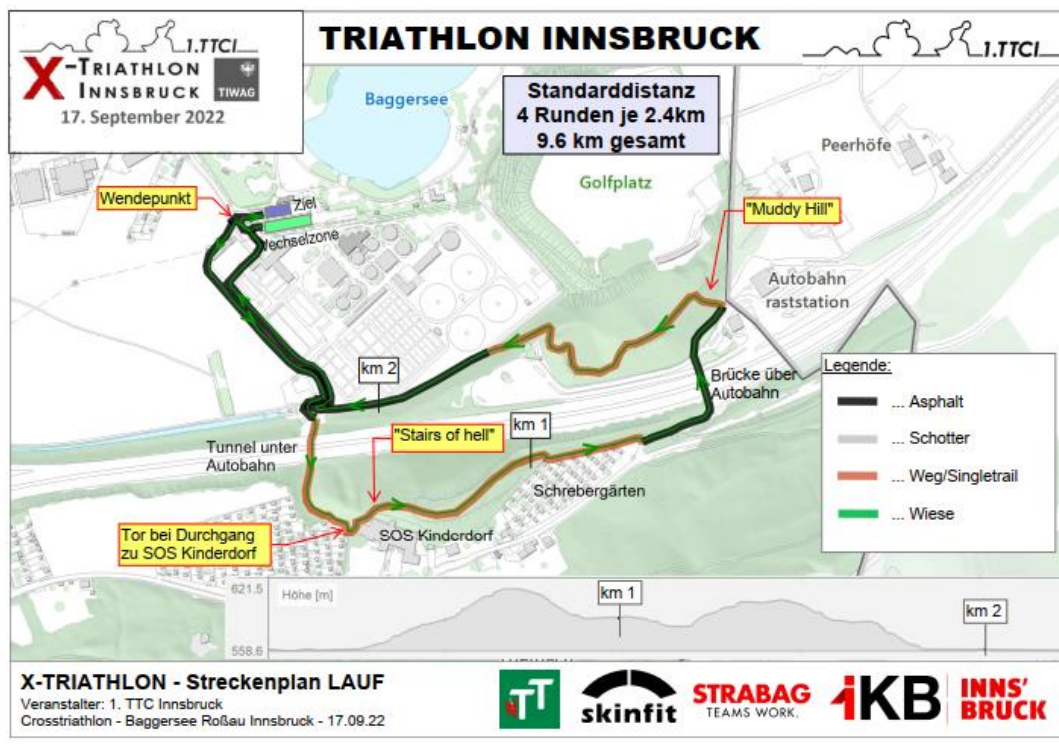 1.TTCI
X-TRIATHLON
INNSBRUCK
TIWAG
17. September 2022
TRIATHLON INNSBRUCK
1.TTCI
Standarddistanz
4 Runden je 2.4km
9.6 km gesamt
Baggersee
Peerhöfe
Golfplatz
Wendepunkt
Ziel
Wechselzone
"Muddy Hill"
Autobahn
raststation
km 2
Brücke über
Autobahn
Legende:
... Asphalt
... Schotter
... Weg/Singletrail
... Wiese
"Stairs of hell"
km 1
Tunnel unter
Autobahn
Schrebergärten
Tor bei Durchgang
zu SOS Kinderdorf
SOS Kinderdorf
621.5
Höhe [m]
558.6
km 1
km 2
X-TRIATHLON - Streckenplan LAUF
Veranstalter: 1. TTC Innsbruck
Crosstriathlon - Baggersee Roßau Innsbruck - 17.09.22
TT
skinfit
STRABAG
TEAMS WORK.
iKB
INNS'
BRUCK